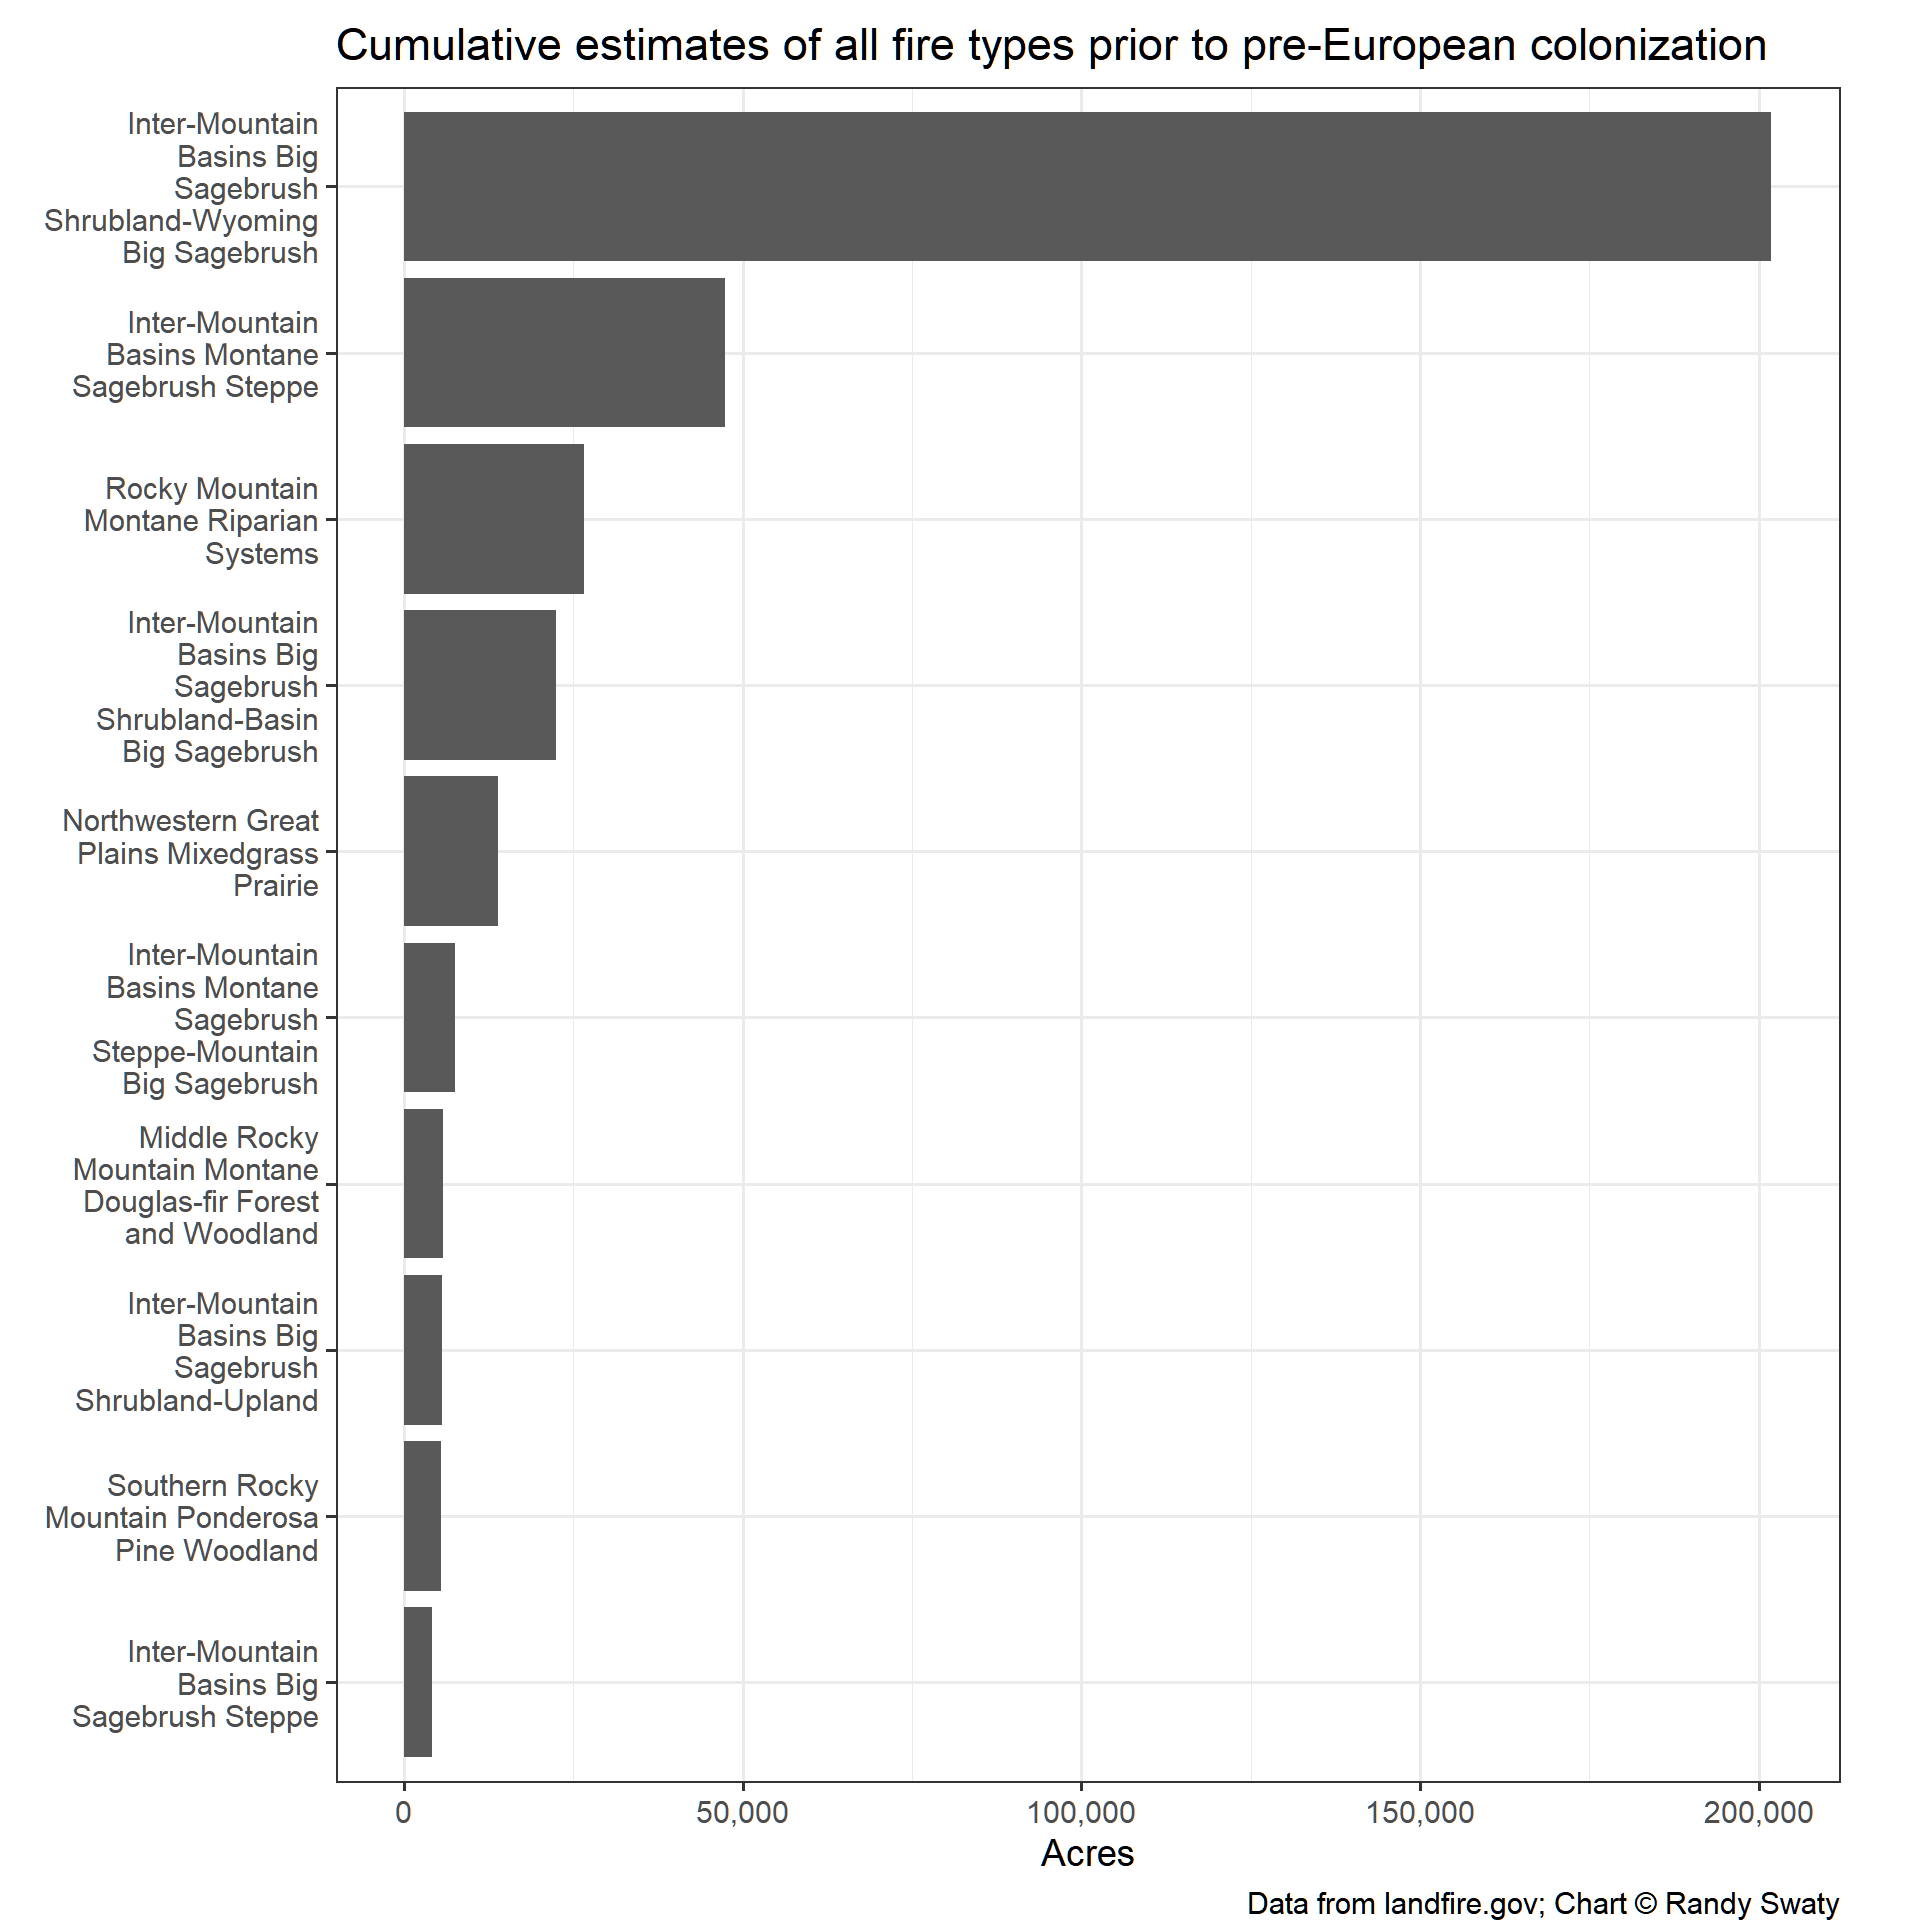 Cumulative estimates of all fire types prior to pre-European colonization
Inter-Mountain
Basins Big
Sagebrush
Shrubland-Wyoming
Big Sagebrush
Inter-Mountain
Basins Montane
Sagebrush Steppe
Rocky Mountain
Montane Riparian
Systems
Inter-Mountain
Basins Big
Sagebrush
Shrubland-Basin
Big Sagebrush
Northwestern Great
Plains Mixedgrass
Prairie
Inter-Mountain
Basins Montane
Sagebrush
Steppe-Mountain
Big Sagebrush
Middle Rocky
Mountain Montane
Douglas-fir Forest
and Woodland
Inter-Mountain
Basins Big
Sagebrush
Shrubland-Upland
Southern Rocky
Mountain Ponderosa
Pine Woodland
Inter-Mountain
Basins Big
Sagebrush Steppe
0 50,000 100,000 150,000 200,000
Acres
Data from landfire.gov; Chart © Randy Swaty